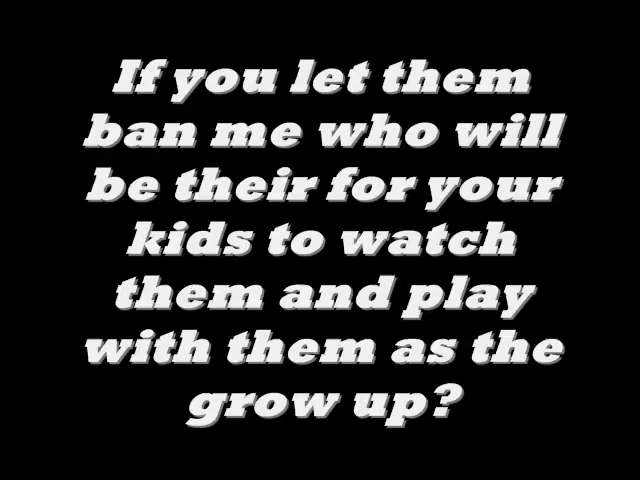 If you let them
ban me who will
be their for your
kids to watch
them and play
with them as the
grow up?